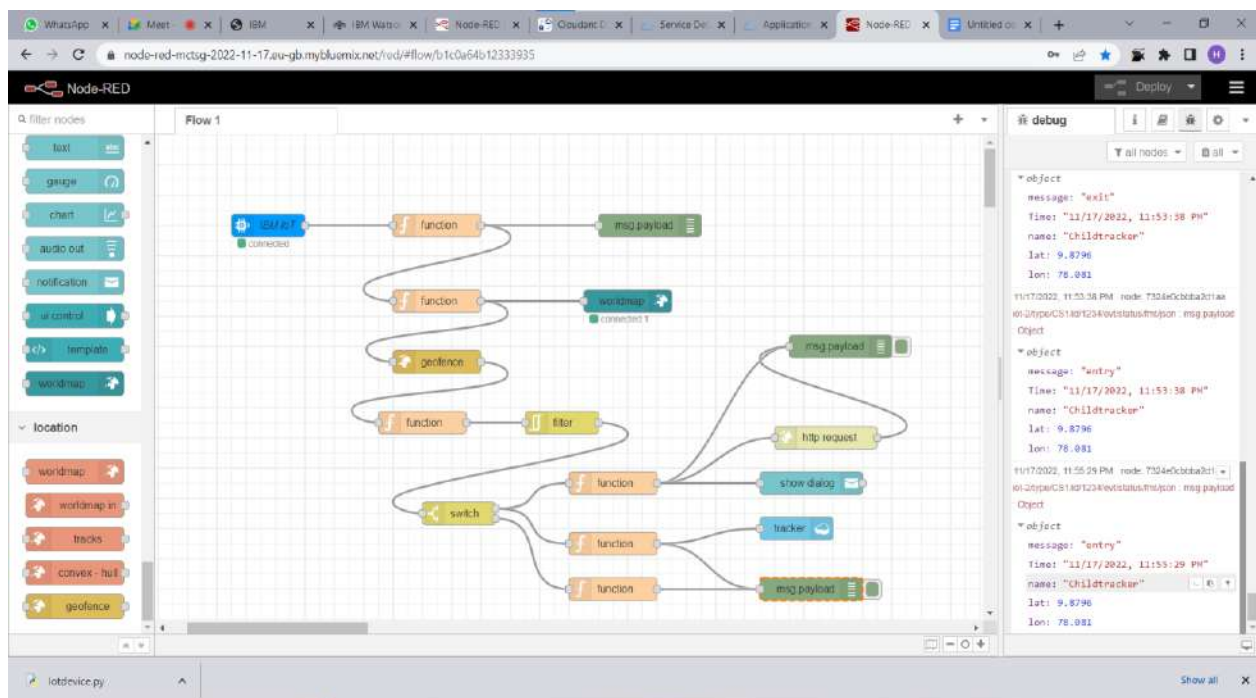 WhatsApp
Meet -
IBM
IBM Watso
Node-RED
Cloudant D
Service Det
Application
Node-RED
Untitled do
node-red-mctsg-2022-11-17.eu-gb.mybluemix.net/red/#flow/b1c0a64b12333935
H
Node-RED
Deploy
filter nodes
Flow 1
debug
all nodes
all
text
abc
gauge
chart
audio out
notification
ui control
template
worldmap
location
worldmap
worldmap in
tracks
convex - hull
geofence
IBM IoT
connected
function
msg.payload
function
worldmap
connected 1
geofence
msg.payload
function
filter
http request
function
show dialog
switch
tracker
function
function
msg.payload
object
message: "exit"
Time: "11/17/2022, 11:53:38 PM"
name: "Childtracker"
lat: 9.8796
lon: 78.081
11/17/2022, 11:53:38 PM node:
msg.payload
Object
object
message: "entry"
Time: "11/17/2022, 11:53:38 PM"
name: "Childtracker"
lat: 9.8796
lon: 78.081
11/17/2022, 11:55:29 PM node:
msg.payload
Object
object
message: "entry"
Time: "11/17/2022, 11:55:29 PM"
name: "Childtracker"
lat: 9.8796
lon: 78.081
Iotdevice.py
Show all